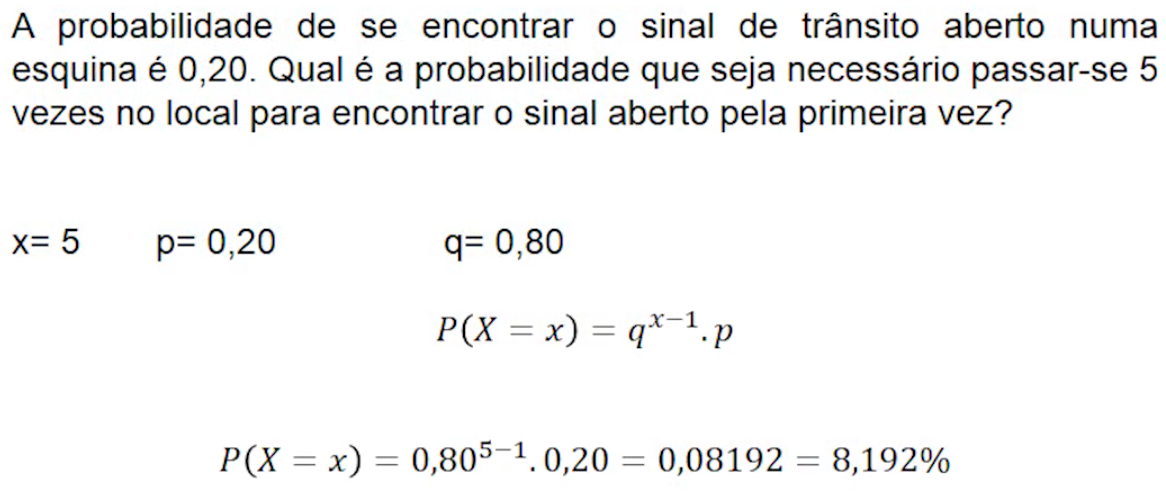 A probabilidade de se encontrar o sinal de trânsito aberto numa
esquina é 0,20. Qual é a probabilidade que seja necessário passar-se 5
vezes no local para encontrar o sinal aberto pela primeira vez?
x= 5 p= 0,20 q= 0,80
P(X = x) = q^{x−1}.p
P(X = x) = 0,80^{5−1}.0,20 = 0,08192 = 8,192%